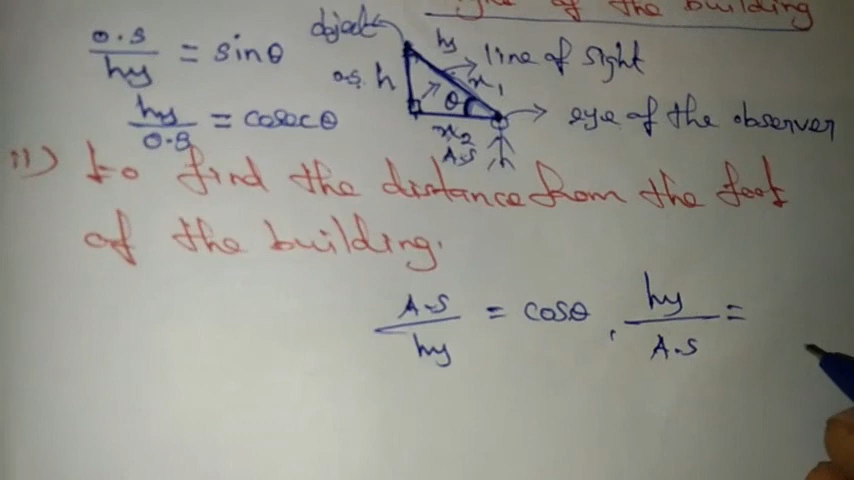 of the building
o.s/hy = sinθ
object
hy
line of sight
o.s. h
x₁
θ
hy/o.s = cosecθ
eye of the observer
x₂
A.S
ii) to find the distance from the foot
of the building.
A.S/hy = cosθ, hy/A.S =